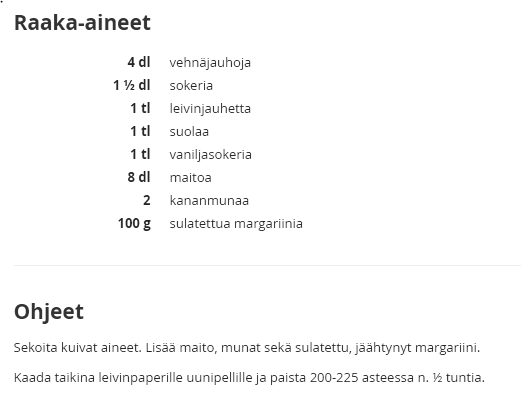 Raaka-aineet
4 dl vehnäjauhoja
1 ½ dl sokeria
1 tl leivinjauhetta
1 tl suolaa
1 tl vaniljasokeria
8 dl maitoa
2 kananmunaa
100 g sulatettua margariinia
Ohjeet
Sekoita kuivat aineet. Lisää maito, munat sekä sulatettu, jäähtynyt margariini.
Kaada taikina leivinpaperille uunipellille ja paista 200-225 asteessa n. ½ tuntia.